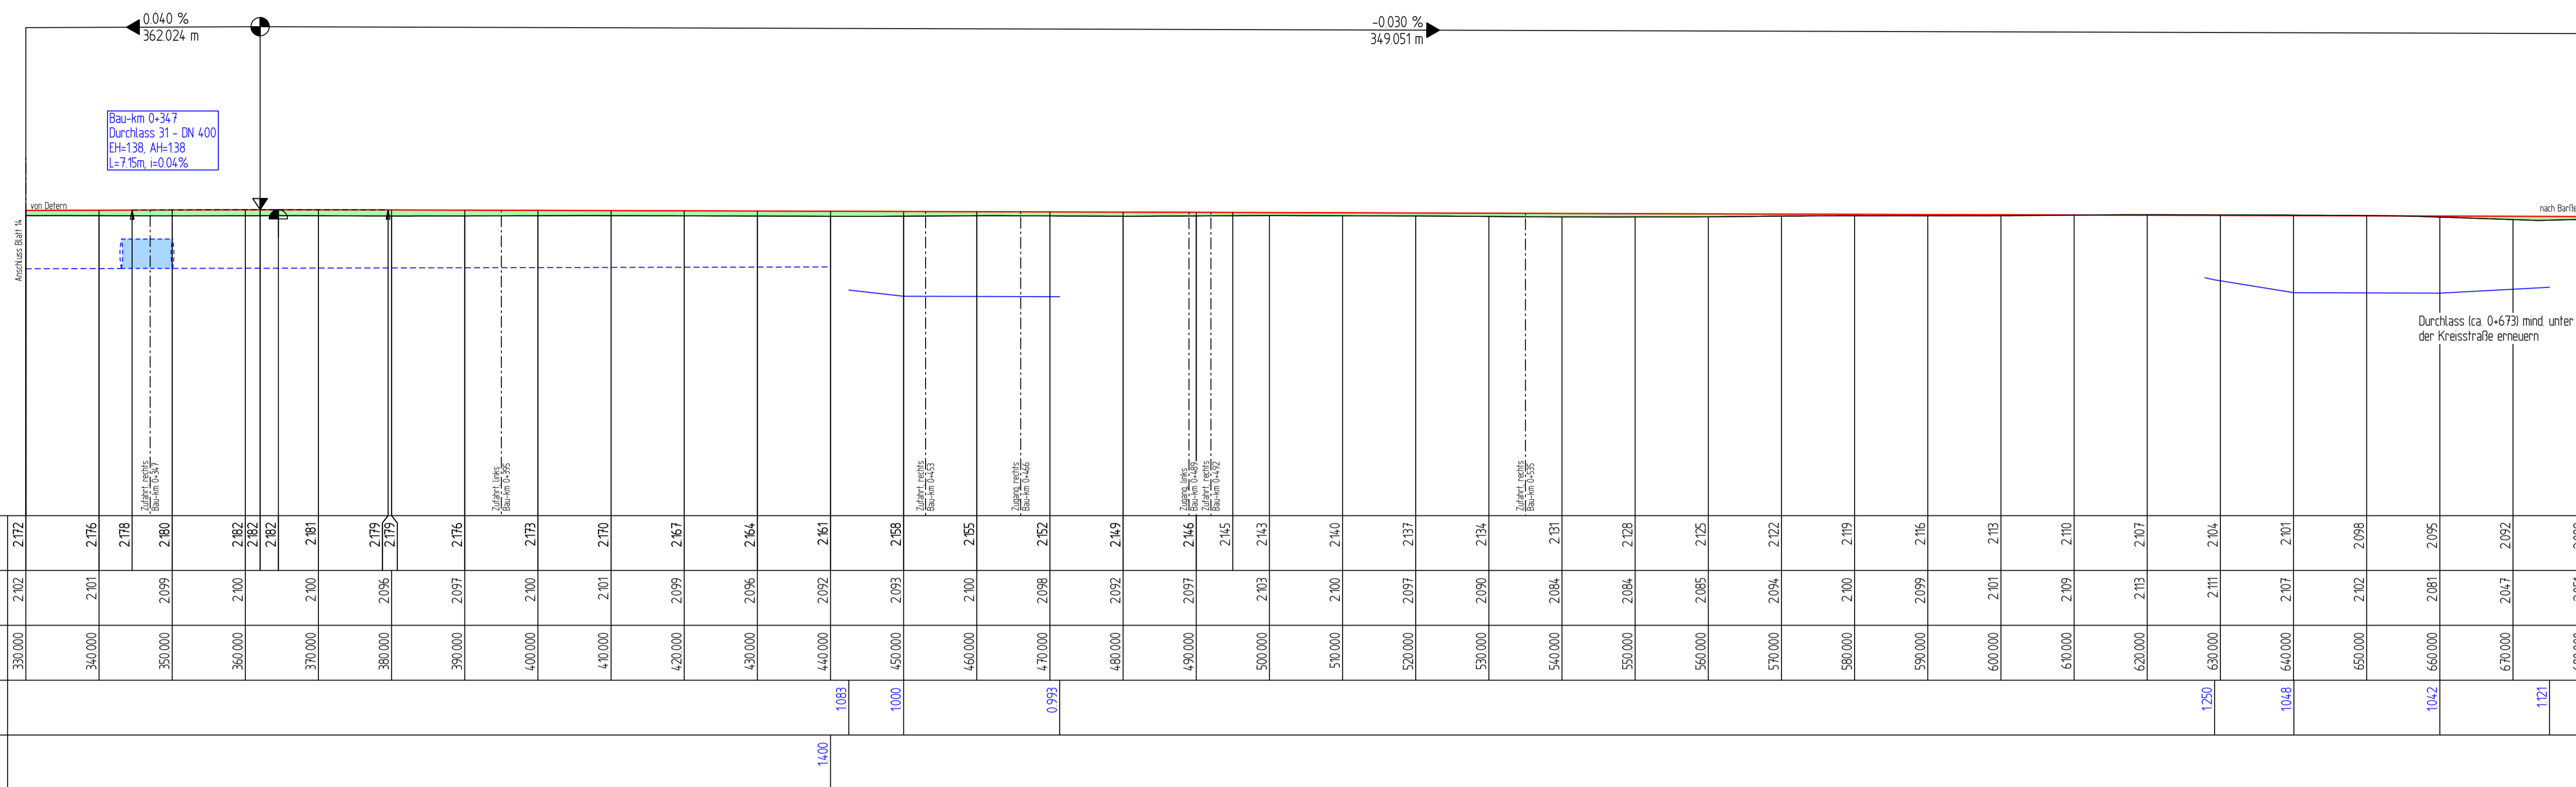 0.040 %
362.024 m
-0.030 %
349.051 m
Bau-km 0+347
Durchlass 31 - DN 400
EH=1.38, AH=1.38
L=7.15m, i=0.04%
von Detern
nach Barße
Anschluss Blatt 14
Durchlass (ca. 0+673) mind. unter
der Kreisstraße erneuern
Zufahrt rechts
Bau-km 0+347
Zufahrt links
Bau-km 0+395
Zufahrt rechts
Bau-km 0+453
Zugang rechts
Bau-km 0+466
Zugang links
Bau-km 0+489
Zufahrt rechts
Bau-km 0+492
Zufahrt rechts
Bau-km 0+535
2.172 2.176 2.178 2.180 2.182 2.182 2.182 2.181 2.179 2.179 2.176 2.173 2.170 2.167 2.164 2.161 2.158 2.155 2.152 2.149 2.146 2.145 2.143 2.140 2.137 2.134 2.131 2.128 2.125 2.122 2.119 2.116 2.113 2.110 2.107 2.104 2.101 2.098 2.095 2.092
2.102 2.101 2.099 2.100 2.100 2.096 2.097 2.100 2.101 2.099 2.096 2.092 2.093 2.100 2.098 2.092 2.097 2.103 2.100 2.097 2.090 2.084 2.084 2.085 2.094 2.100 2.099 2.101 2.109 2.113 2.111 2.107 2.102 2.081 2.047
330.000 340.000 350.000 360.000 370.000 380.000 390.000 400.000 410.000 420.000 430.000 440.000 450.000 460.000 470.000 480.000 490.000 500.000 510.000 520.000 530.000 540.000 550.000 560.000 570.000 580.000 590.000 600.000 610.000 620.000 630.000 640.000 650.000 660.000 670.000
1.083 1.000 0.993 1.250 1.048 1.042 1.121
1.400